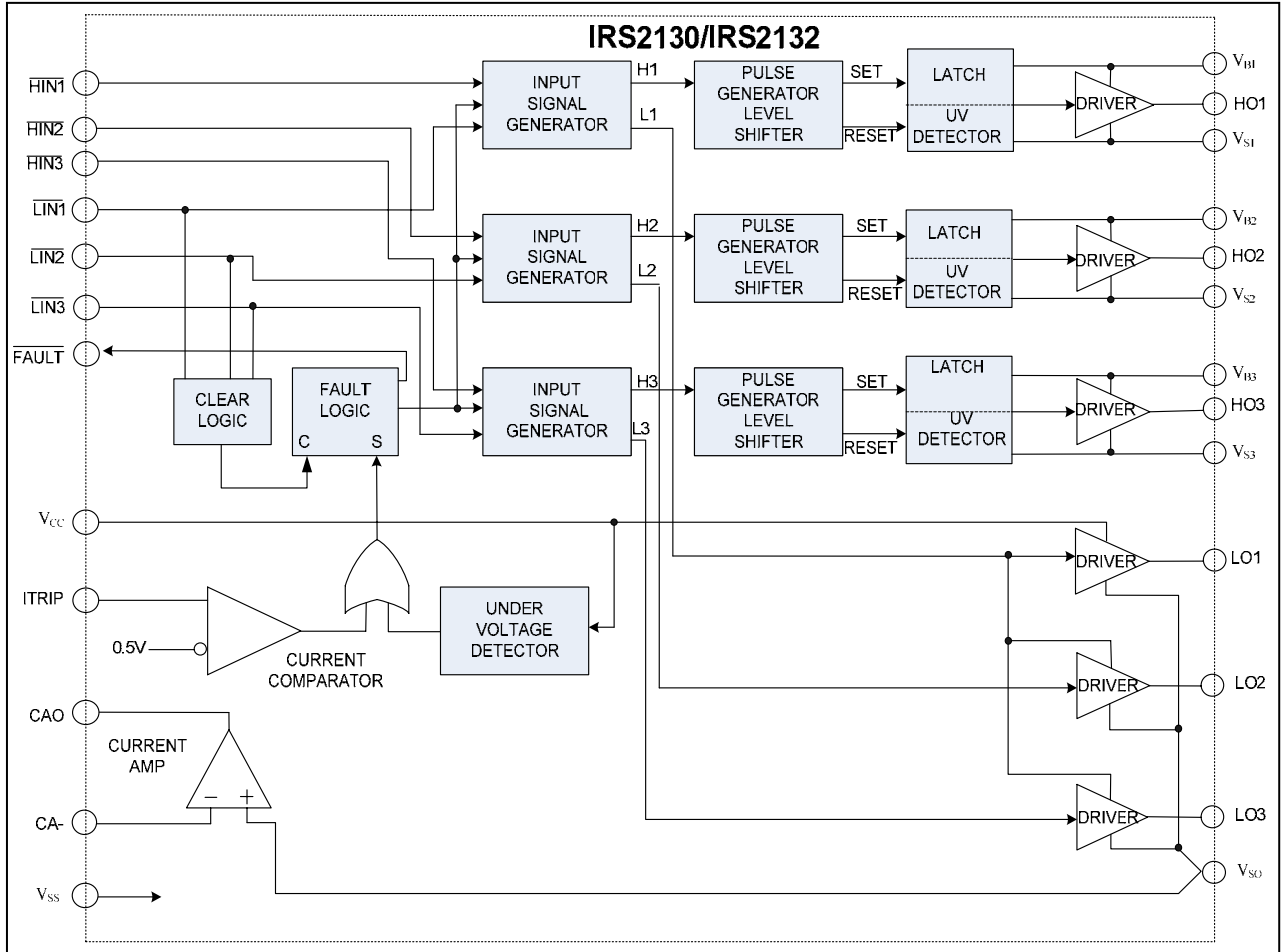 IRS2130/IRS2132
HIN1
HIN2
HIN3
LIN1
LIN2
LIN3
FAULT
VCC
ITRIP
0.5V
CAO
CA-
VSS
CLEAR
LOGIC
FAULT
LOGIC
C S
INPUT
SIGNAL
GENERATOR
H1
L1
PULSE
GENERATOR
LEVEL
SHIFTER
SET
RESET
LATCH
UV
DETECTOR
DRIVER
VB1
HO1
VS1
INPUT
SIGNAL
GENERATOR
H2
L2
PULSE
GENERATOR
LEVEL
SHIFTER
SET
RESET
LATCH
UV
DETECTOR
DRIVER
VB2
HO2
VS2
INPUT
SIGNAL
GENERATOR
H3
L3
PULSE
GENERATOR
LEVEL
SHIFTER
SET
RESET
LATCH
UV
DETECTOR
DRIVER
VB3
HO3
VS3
CURRENT
COMPARATOR
UNDER
VOLTAGE
DETECTOR
CURRENT
AMP
- +
DRIVER
LO1
DRIVER
LO2
DRIVER
LO3
VSO